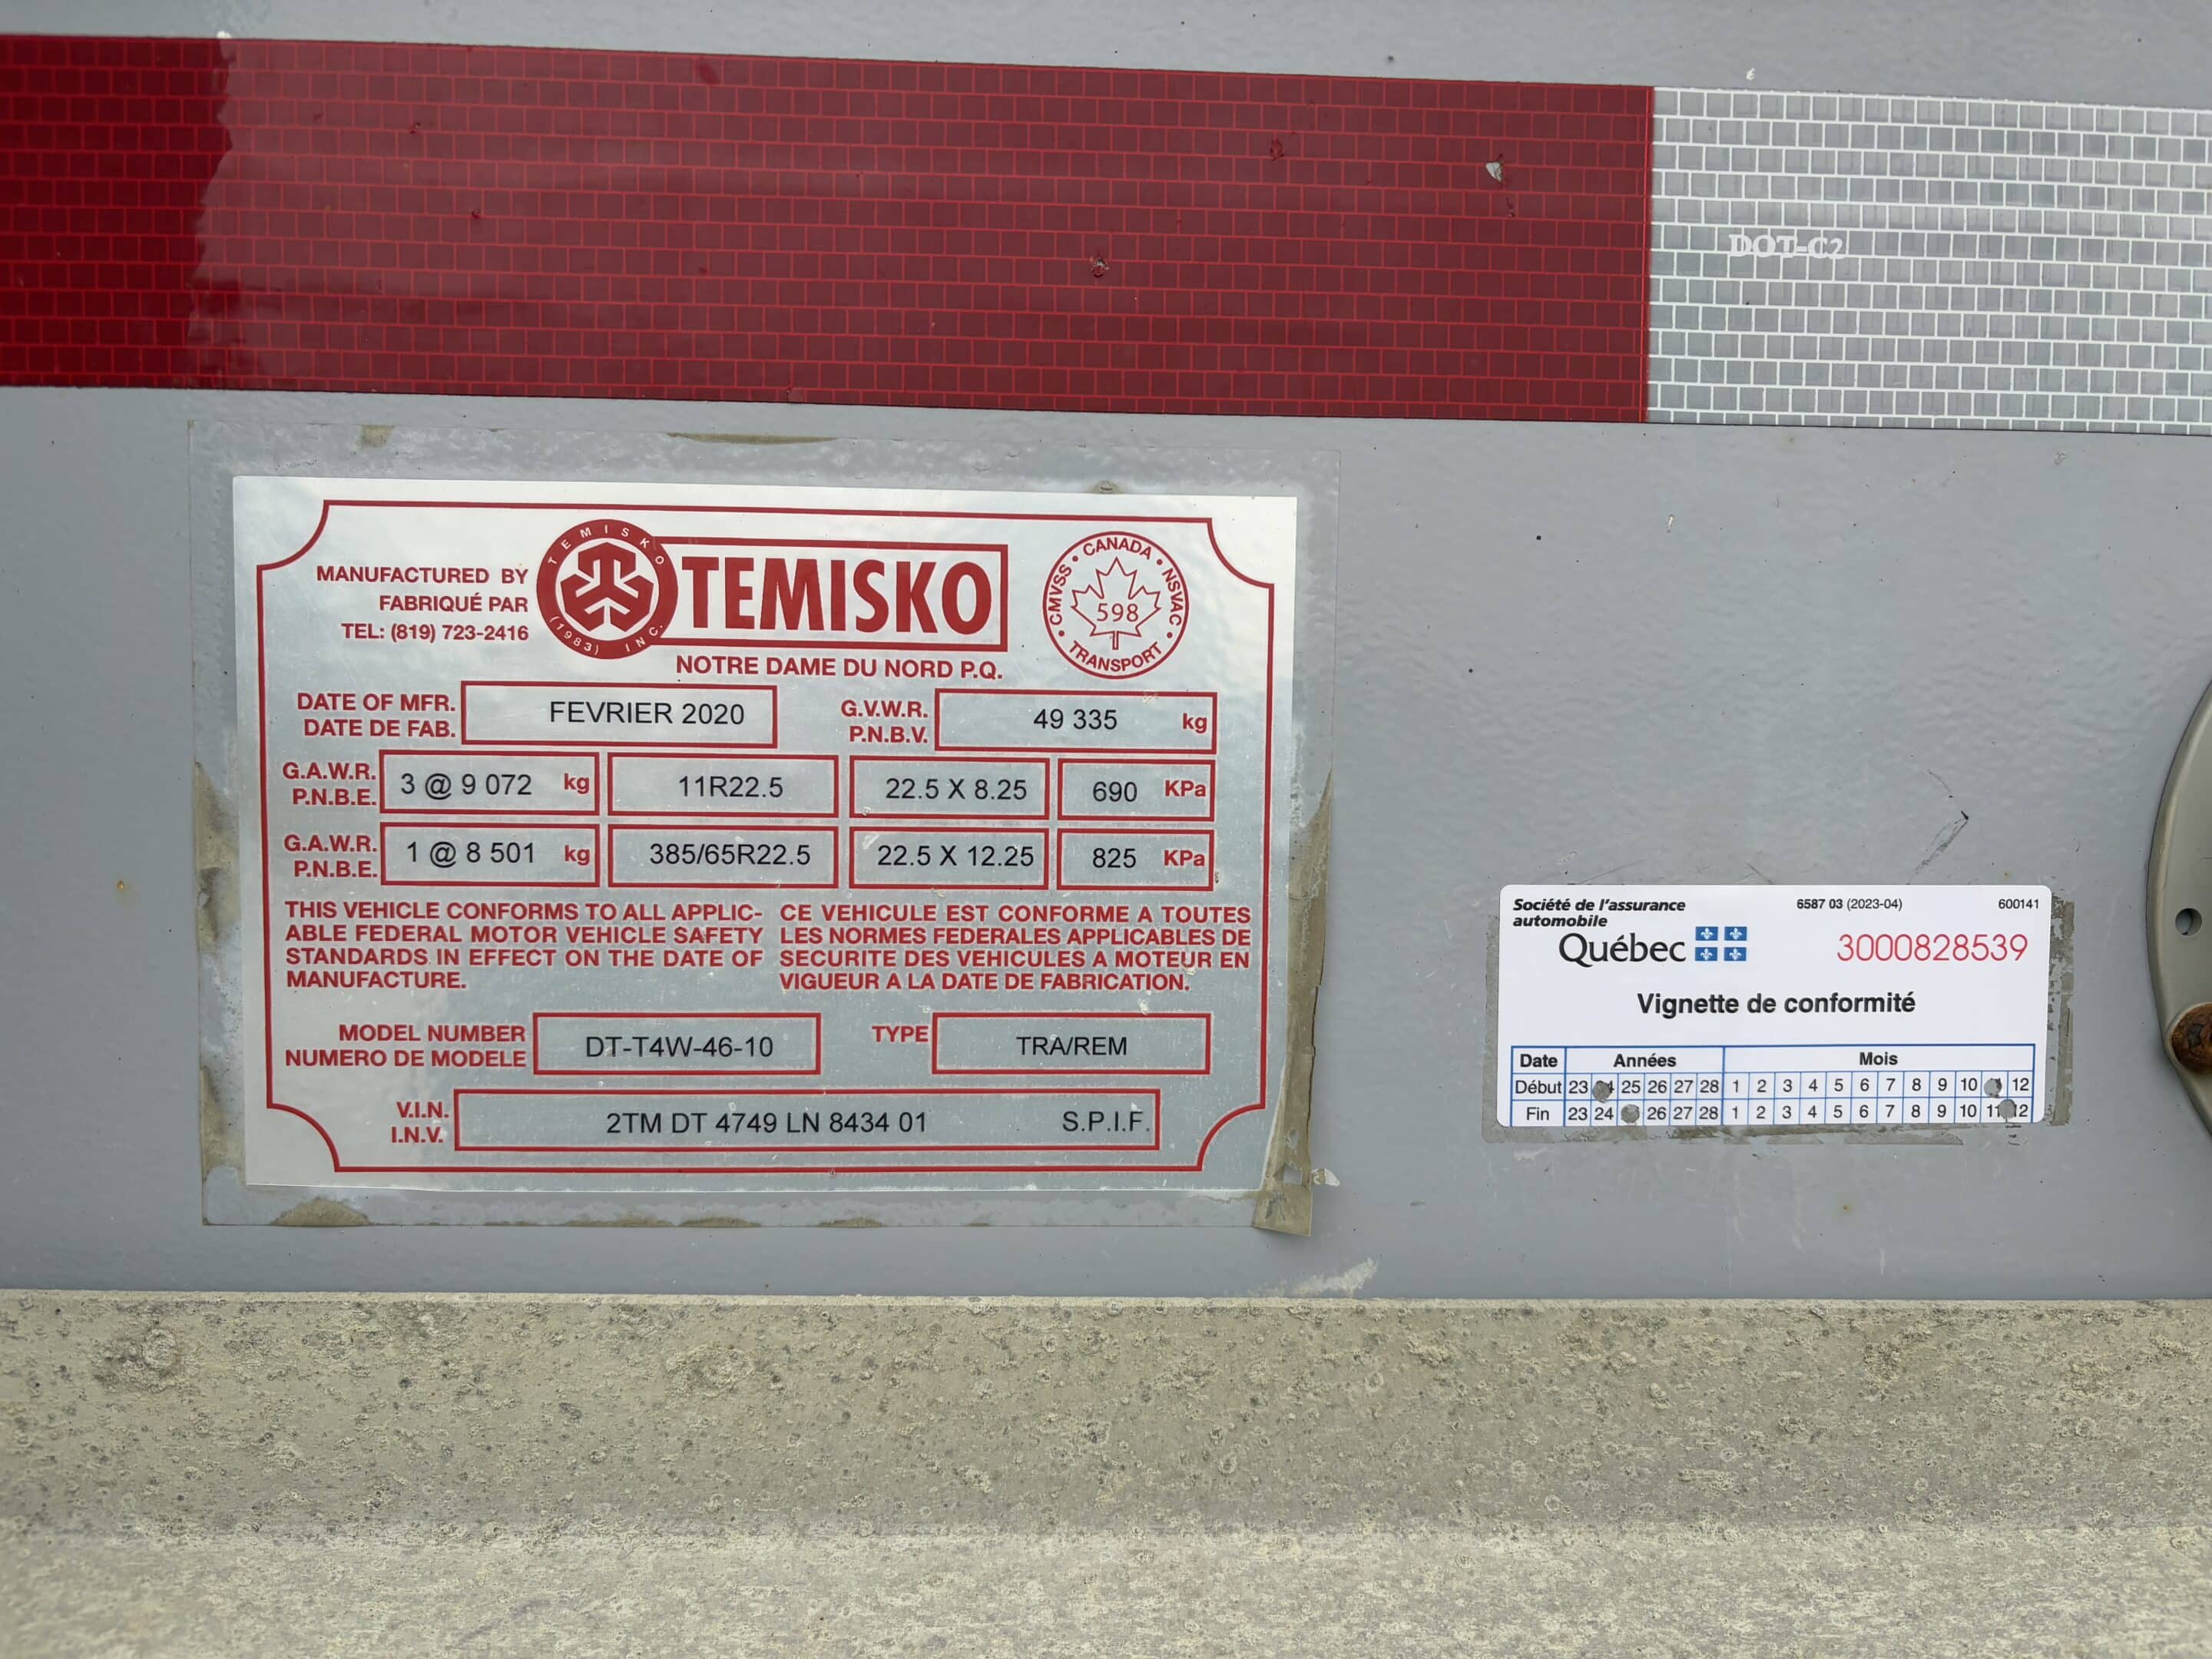 DOT-C2
MANUFACTURED BY
FABRIQUÉ PAR
TEL: (819) 723-2416
TEMISKO
(1983) INC.
TEMISKO
NOTRE DAME DU NORD P.Q.
CANADA • NSVAC • TRANSPORT • CMVSS •
598
DATE OF MFR.
DATE DE FAB.
FEVRIER 2020
G.V.W.R.
P.N.B.V.
49 335 kg
G.A.W.R.
P.N.B.E.
3 @ 9 072 kg 11R22.5 22.5 X 8.25 690 KPa
G.A.W.R.
P.N.B.E.
1 @ 8 501 kg 385/65R22.5 22.5 X 12.25 825 KPa
THIS VEHICLE CONFORMS TO ALL APPLIC-
ABLE FEDERAL MOTOR VEHICLE SAFETY
STANDARDS IN EFFECT ON THE DATE OF
MANUFACTURE.
CE VEHICULE EST CONFORME A TOUTES
LES NORMES FEDERALES APPLICABLES DE
SECURITE DES VEHICULES A MOTEUR EN
VIGUEUR A LA DATE DE FABRICATION.
MODEL NUMBER
NUMERO DE MODELE
DT-T4W-46-10
TYPE TRA/REM
V.I.N.
I.N.V.
2TM DT 4749 LN 8434 01 S.P.I.F.
Société de l'assurance
automobile
Québec
6587 03 (2023-04) 600141
3000828539
Vignette de conformité
Date Années Mois
Début 23 25 26 27 28 1 2 3 4 5 6 7 8 9 10 12
Fin 23 24 26 27 28 1 2 3 4 5 6 7 8 9 10 11 12